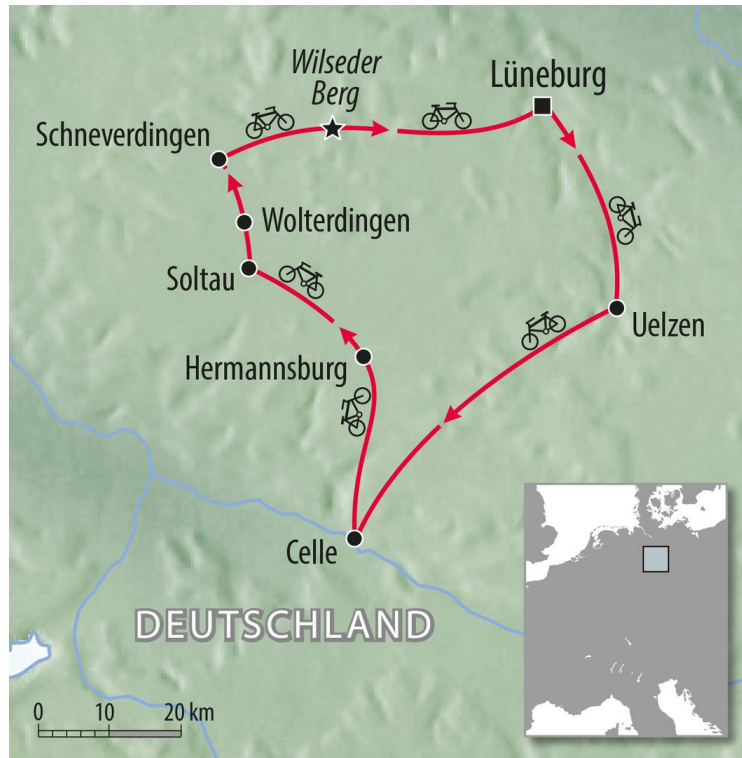 Wilseder
Berg
Lüneburg
Schneverdingen
Wolterdingen
Soltau
Uelzen
Hermannsburg
Celle
DEUTSCHLAND
0 10 20 km